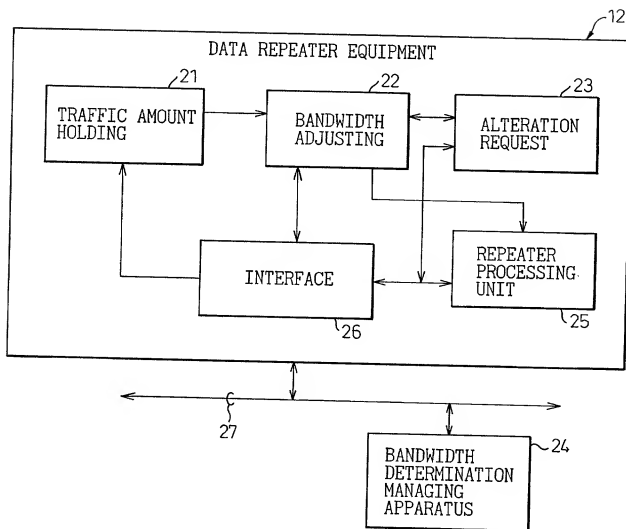 12
DATA REPEATER EQUIPMENT
21
22
23
TRAFFIC AMOUNT
HOLDING
BANDWIDTH
ADJUSTING
ALTERATION
REQUEST
INTERFACE
REPEATER
PROCESSING
UNIT
26
25
27
24
BANDWIDTH
DETERMINATION
MANAGING
APPARATUS